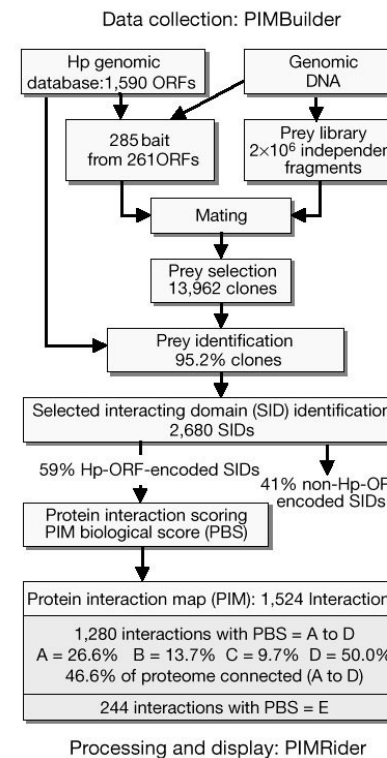 Data collection: PIMBuilder
Hp genomic
database:1,590 ORFs
Genomic
DNA
285 bait
from 261ORFs
Prey library
2×10⁶ independen
fragments
Mating
Prey selection
13,962 clones
Prey identification
95.2% clones
Selected interacting domain (SID) identification
2,680 SIDs
59% Hp-ORF-encoded SIDs
41% non-Hp-OR
encoded SIDs
Protein interaction scoring
PIM biological score (PBS)
Protein interaction map (PIM): 1,524 Interaction
1,280 interactions with PBS = A to D
A = 26.6% B = 13.7% C = 9.7% D = 50.0%
46.6% of proteome connected (A to D)
244 interactions with PBS = E
Processing and display: PIMRider